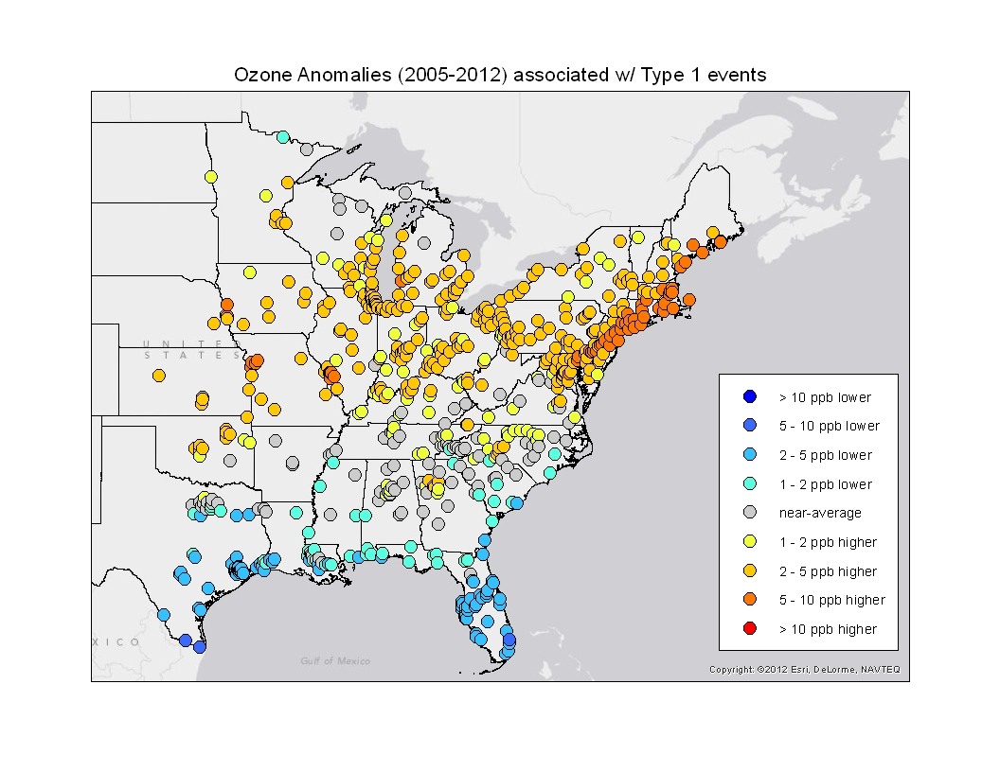 Ozone Anomalies (2005-2012) associated w/ Type 1 events
UNITED
STATES
XICO
Gulf of Mexico
> 10 ppb lower
5 - 10 ppb lower
2 - 5 ppb lower
1 - 2 ppb lower
near-average
1 - 2 ppb higher
2 - 5 ppb higher
5 - 10 ppb higher
> 10 ppb higher
Copyright: ©2012 Esri, DeLorme, NAVTEQ